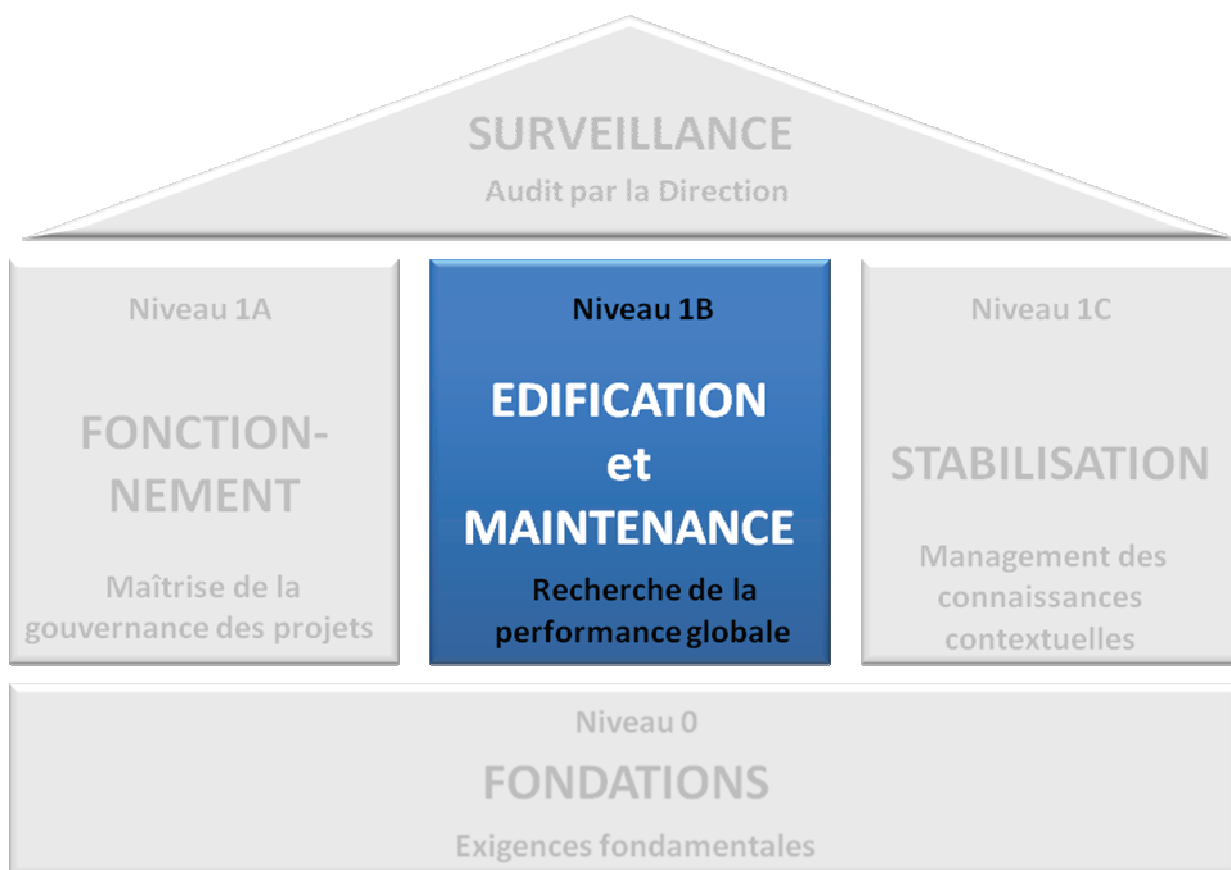 SURVEILLANCE
Audit par la Direction
Niveau 1A
FONCTION-
NEMENT
Maîtrise de la
gouvernance des projets
Niveau 1B
EDIFICATION
et
MAINTENANCE
Recherche de la
performance globale
Niveau 1C
STABILISATION
Management des
connaissances
contextuelles
Niveau 0
FONDATIONS
Exigences fondamentales